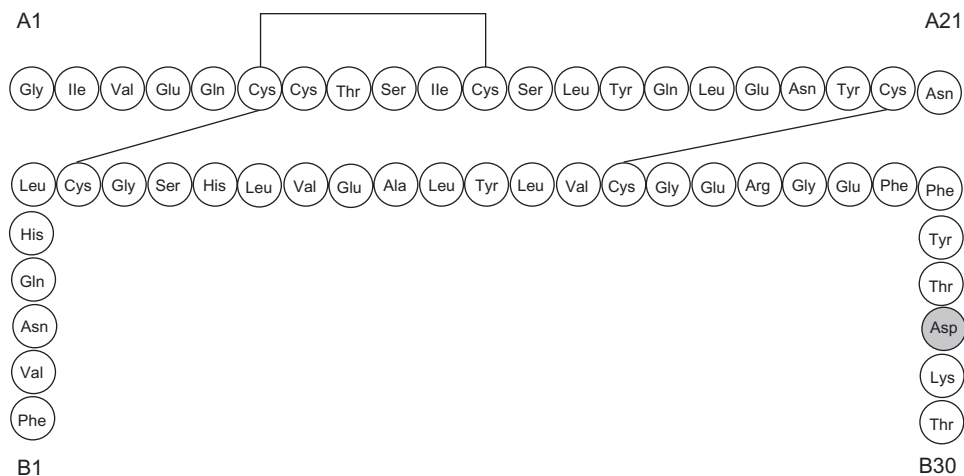 A1 A21
Gly Ile Val Glu Gln Cys Cys Thr Ser Ile Cys Ser Leu Tyr Gln Leu Glu Asn Tyr Cys Asn
Leu Cys Gly Ser His Leu Val Glu Ala Leu Tyr Leu Val Cys Gly Glu Arg Gly Glu Phe Phe
His Tyr
Gln Thr
Asn Asp
Val Lys
Phe Thr
B1 B30